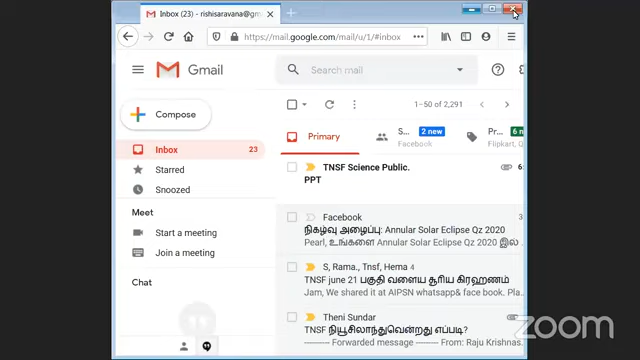 Inbox (23) - rishisaravana@gm
https://mail.google.com/mail/u/1/#inbox
Gmail
Search mail
Compose
1–50 of 2,291
Inbox 23
Starred
Snoozed
Primary
S... 2 new
Facebook
Pr...
Flipkart,
Meet
Start a meeting
Join a meeting
Chat
TNSF Science Public.
PPT
Facebook
நிகழ்வு அழைப்பு: Annular Solar Eclipse Qz 2020
Pearl, உங்களை Annular Solar Eclipse Qz 2020 இல்
S, Rama., Tnsf, Hema 4
TNSF june 21 பகுதி வளைய சூரிய கிரஹணம்
Jam, We shared it at AIPSN whatsapp& face book. Pla...
Theni Sundar
TNSF நியூசிலாந்துவென்றது எப்படி?
---------- Forwarded message --------- From: Raju Krishnas
zoom